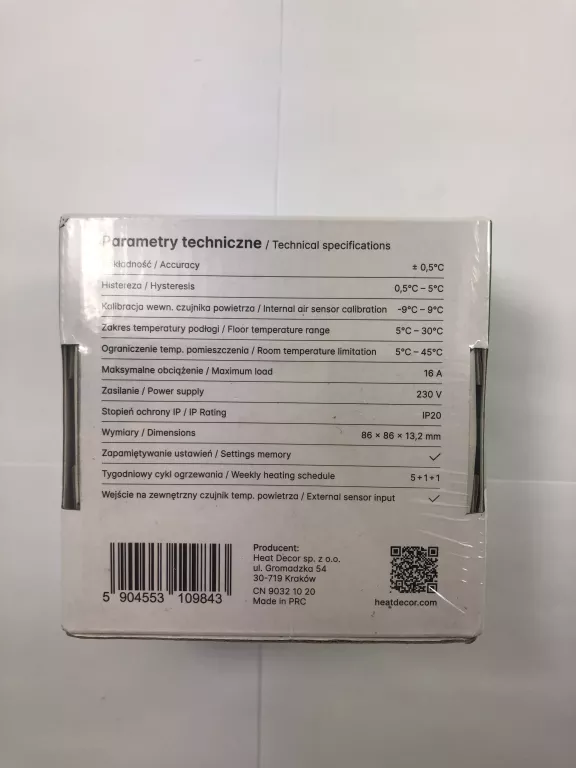 Parametry techniczne / Technical specifications
kładność / Accuracy ± 0,5°C
Histereza / Hysteresis 0,5°C – 5°C
Kalibracja wewn. czujnika powietrza / Internal air sensor calibration -9°C – 9°C
Zakres temperatury podłogi / Floor temperature range 5°C – 30°C
Ograniczenie temp. pomieszczenia / Room temperature limitation 5°C – 45°C
Maksymalne obciążenie / Maximum load 16 A
Zasilanie / Power supply 230 V
Stopień ochrony IP / IP Rating IP20
Wymiary / Dimensions 86 × 86 × 13,2 mm
Zapamiętywanie ustawień / Settings memory ✓
Tygodniowy cykl ogrzewania / Weekly heating schedule 5+1+1
Wejście na zewnętrzny czujnik temp. powietrza / External sensor input ✓
Producent:
Heat Decor sp. z o.o.
ul. Gromadzka 54
30-719 Kraków
CN 9032 10 20
Made in PRC
5 904553 109843
heatdecor.com